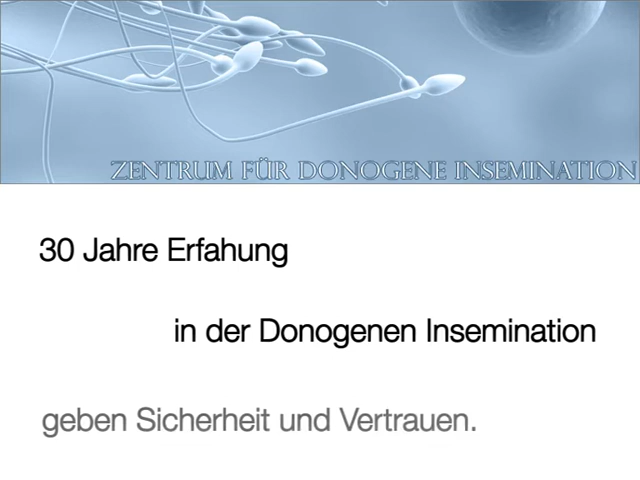 ZENTRUM FÜR DONOGENE INSEMINATION
30 Jahre Erfahung
in der Donogenen Insemination
geben Sicherheit und Vertrauen.